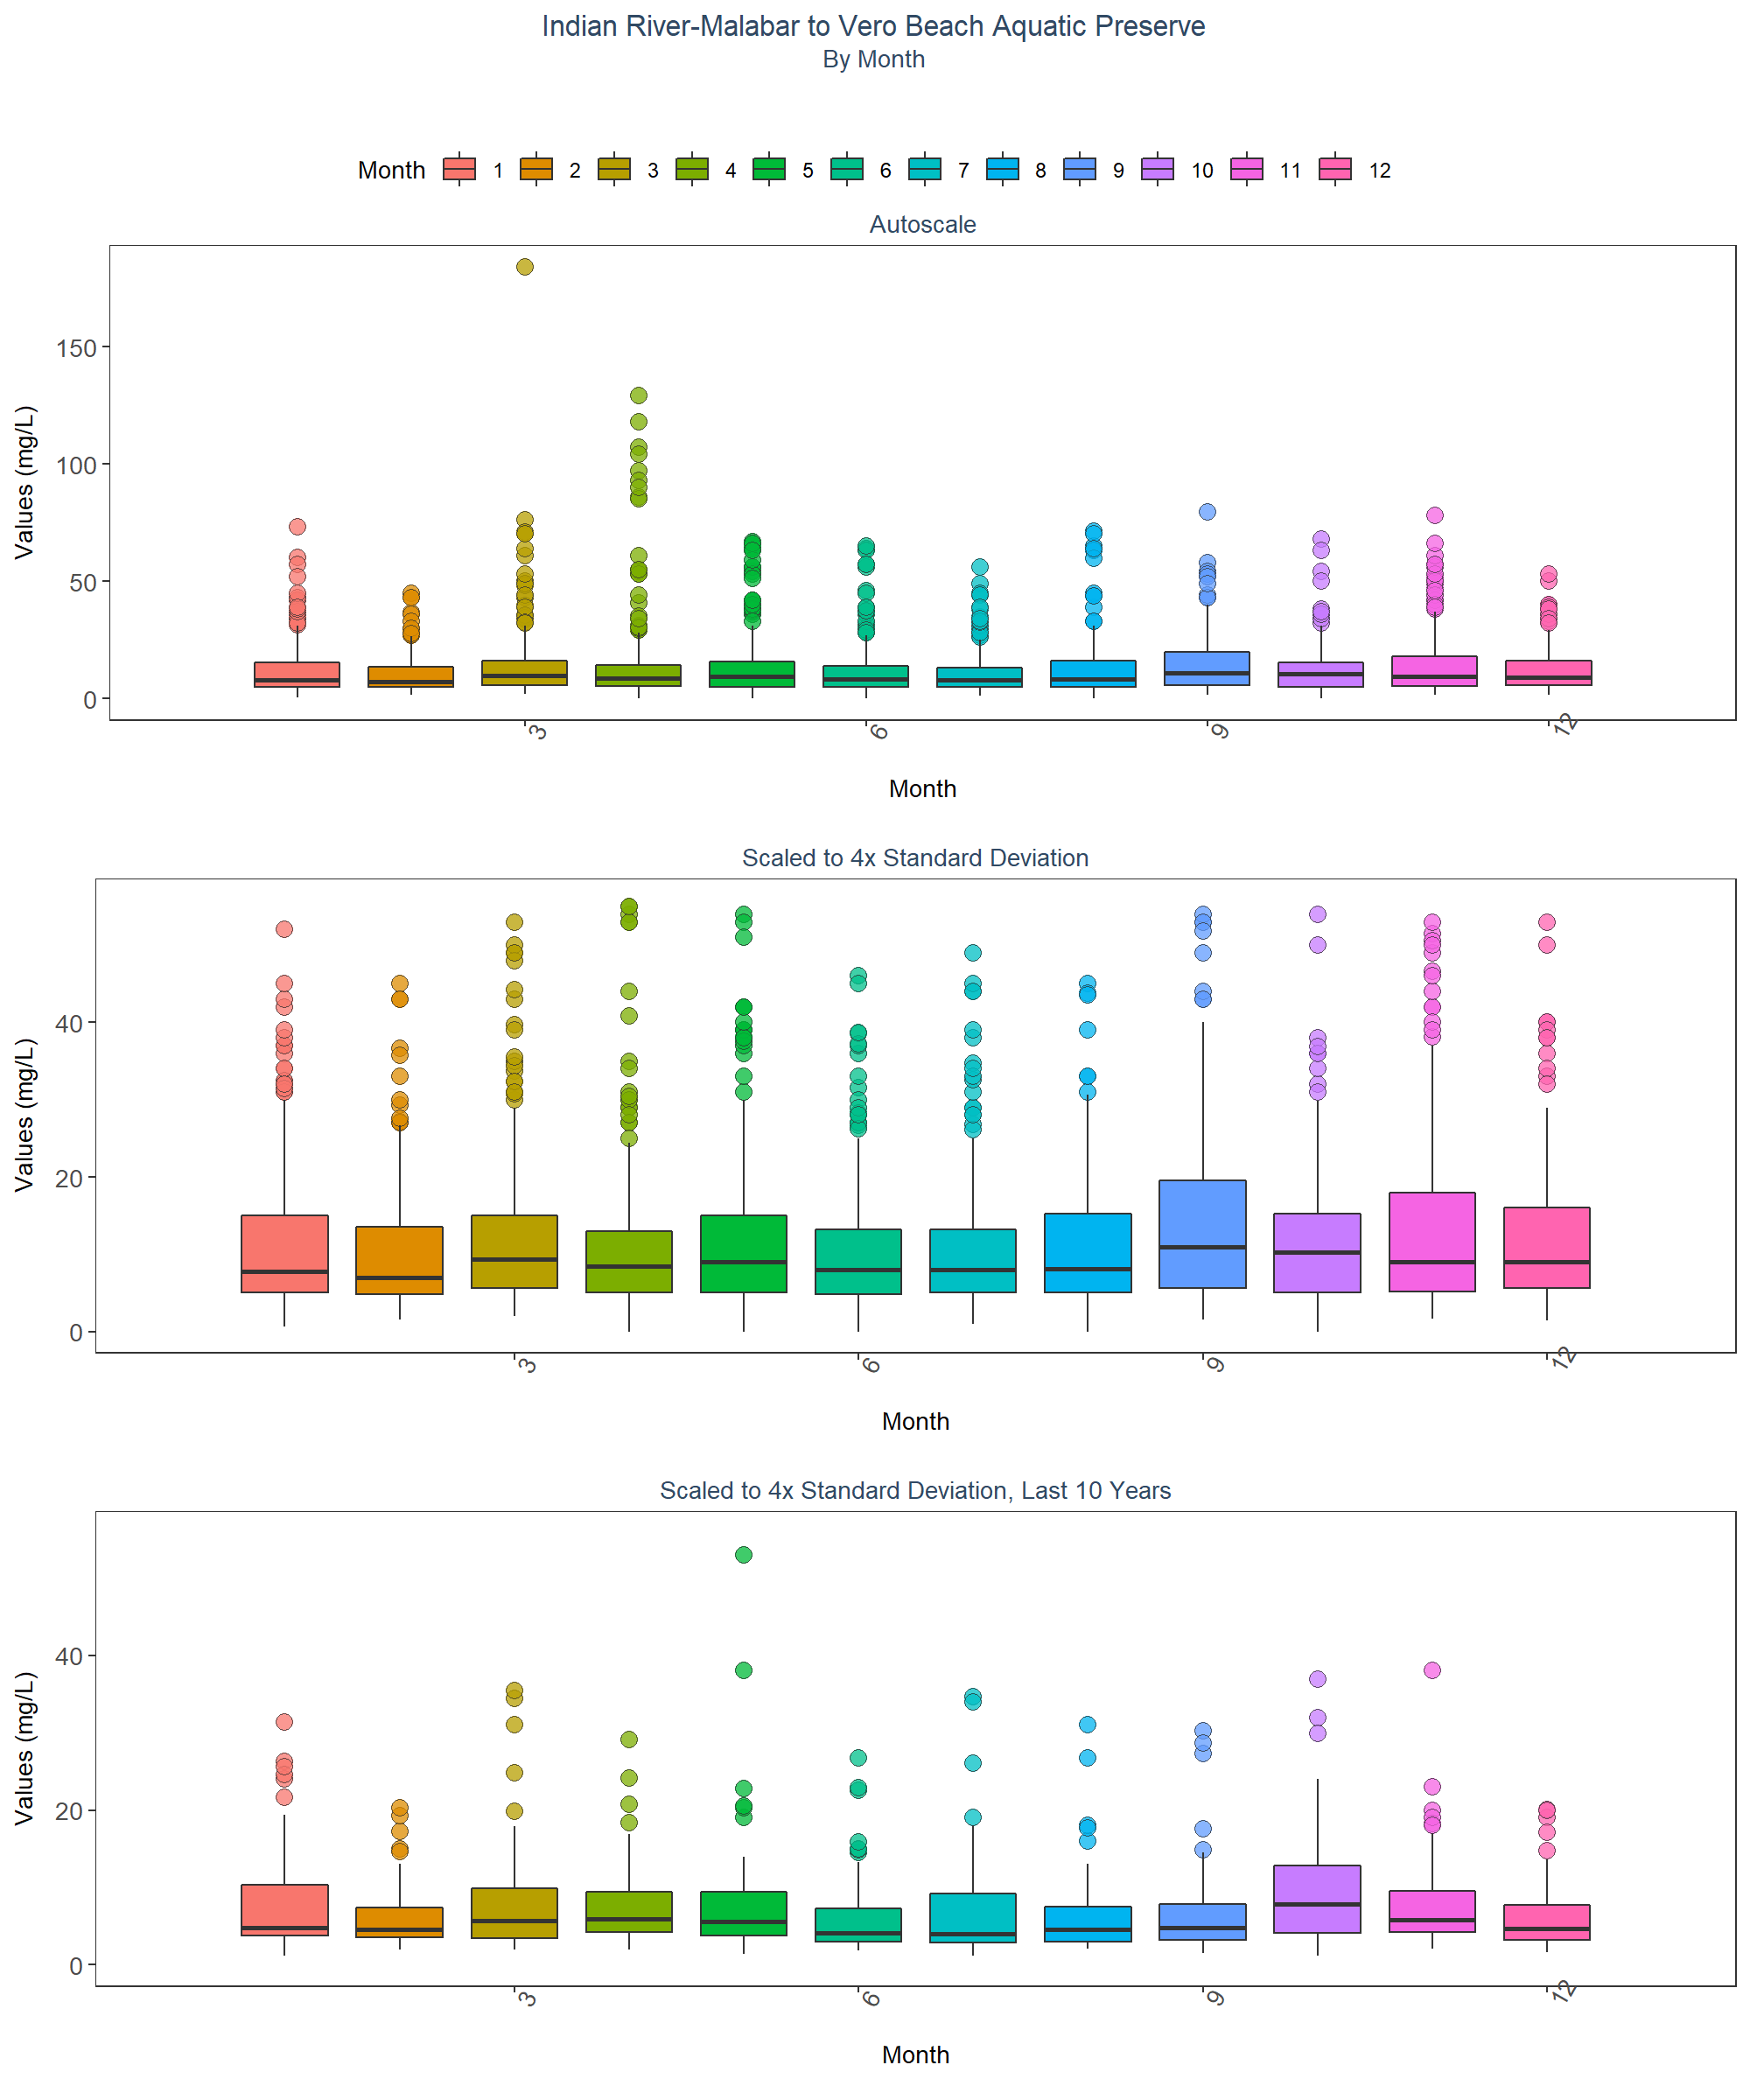 Indian River-Malabar to Vero Beach Aquatic Preserve
By Month
Month 1 2 3 4 5 6 7 8 9 10 11 12
Autoscale
Values (mg/L)
150
100
50
0
3 6 9 12
Month
Scaled to 4x Standard Deviation
Values (mg/L)
40
20
0
3 6 9 12
Month
Scaled to 4x Standard Deviation, Last 10 Years
Values (mg/L)
40
20
0
3 6 9 12
Month